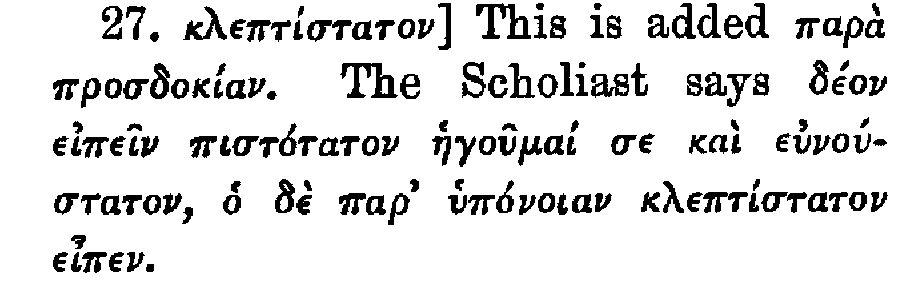 27. κλεπτίστατον] This is added παρὰ
προσδοκίαν. The Scholiast says δέον
εἰπεῖν πιστότατον ἡγοῦμαί σε καὶ εὐνού-
στατον, ὁ δὲ παρ’ ὑπόνοιαν κλεπτίστατον
εἶπεν.